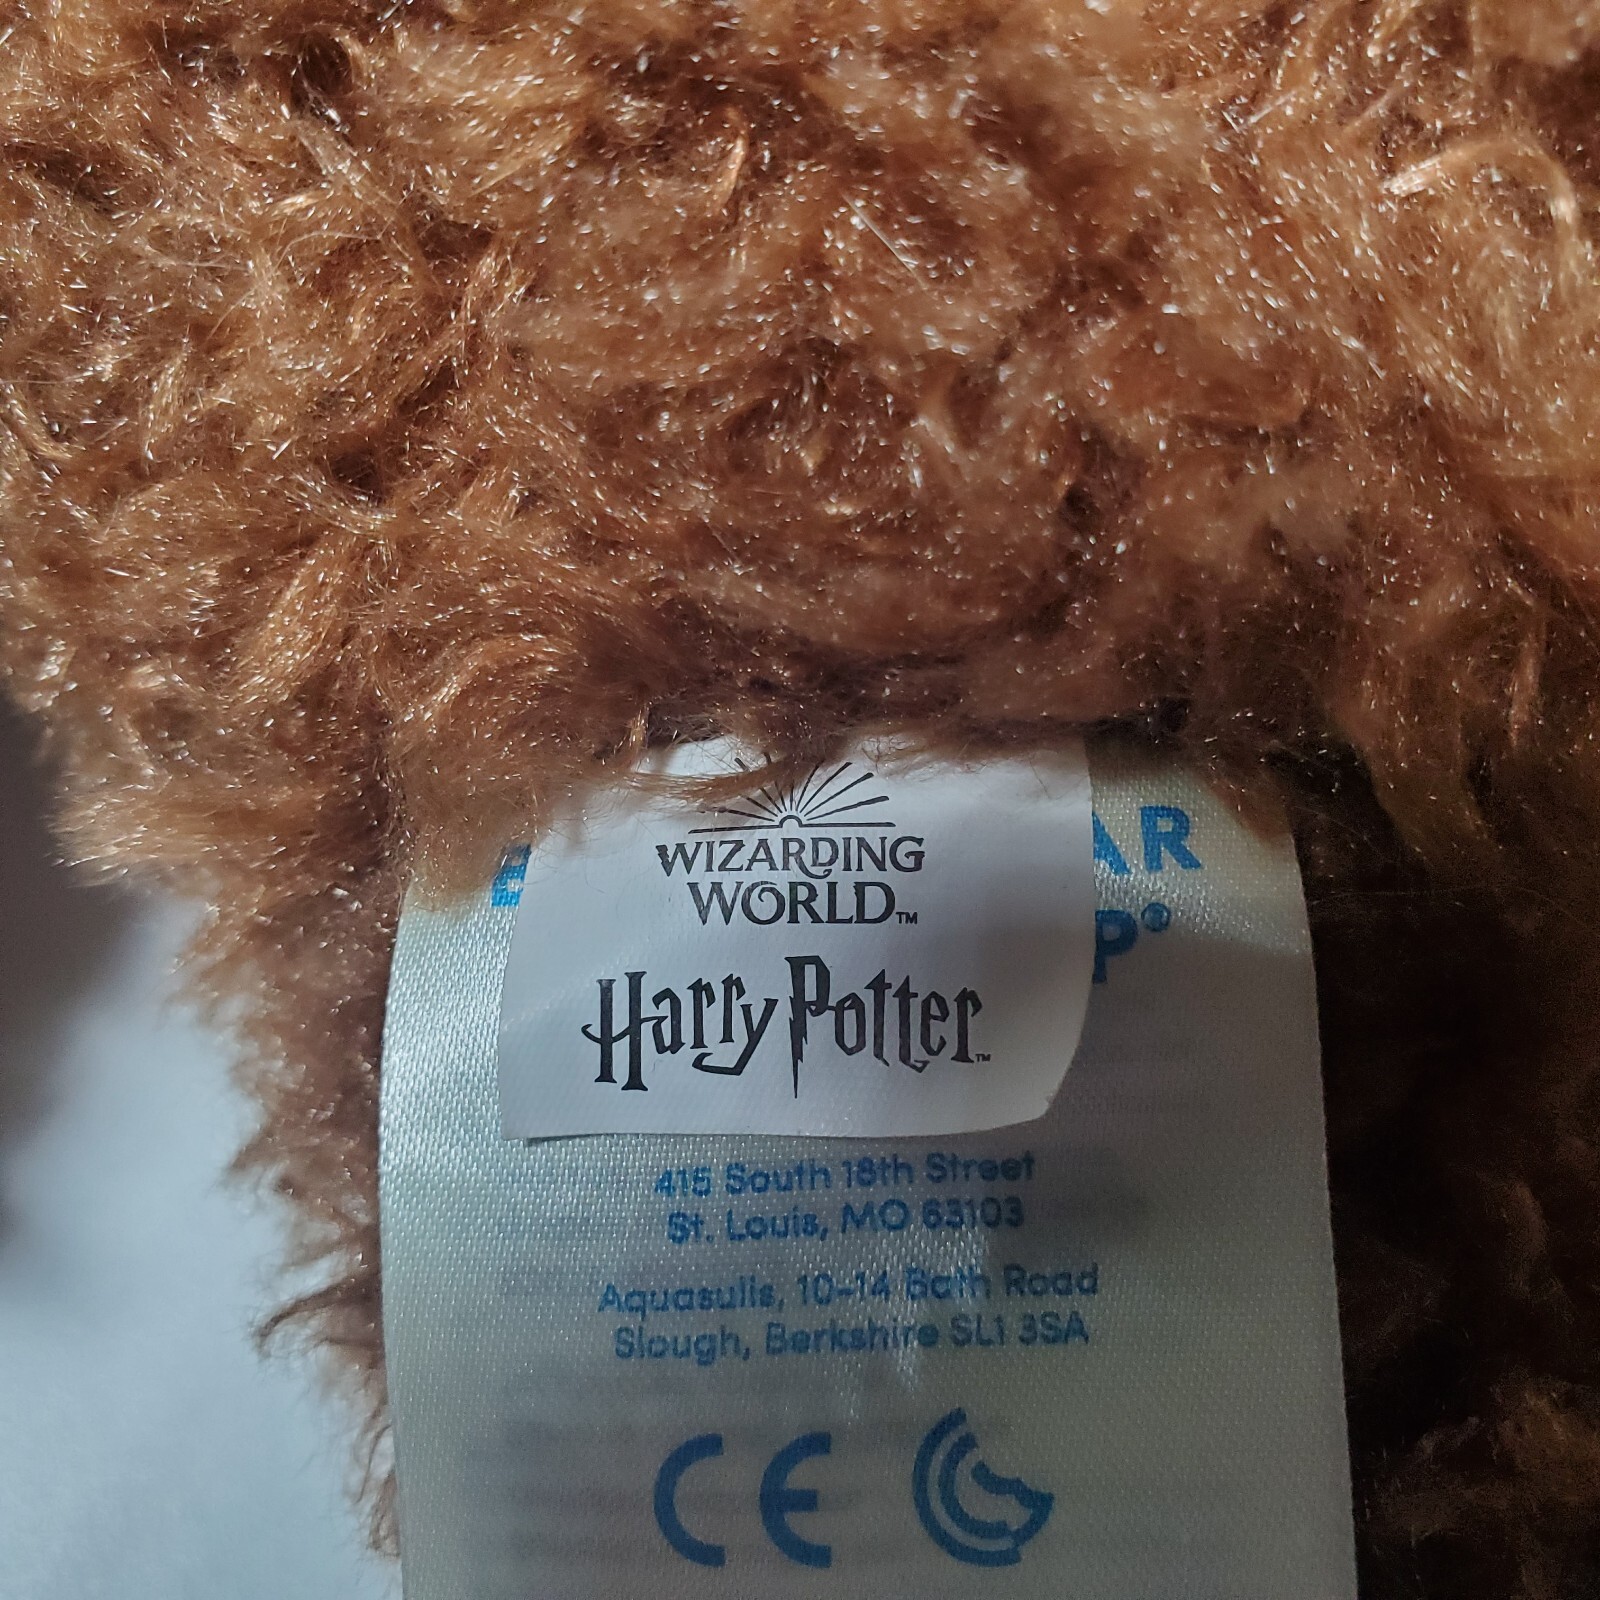 WIZARDING
WORLD™
Harry Potter™
AR
P®
415 South 18th Street
St. Louis, MO 63103
Aquasulis, 10-14 Bath Road
Slough, Berkshire SL1 3SA
CE